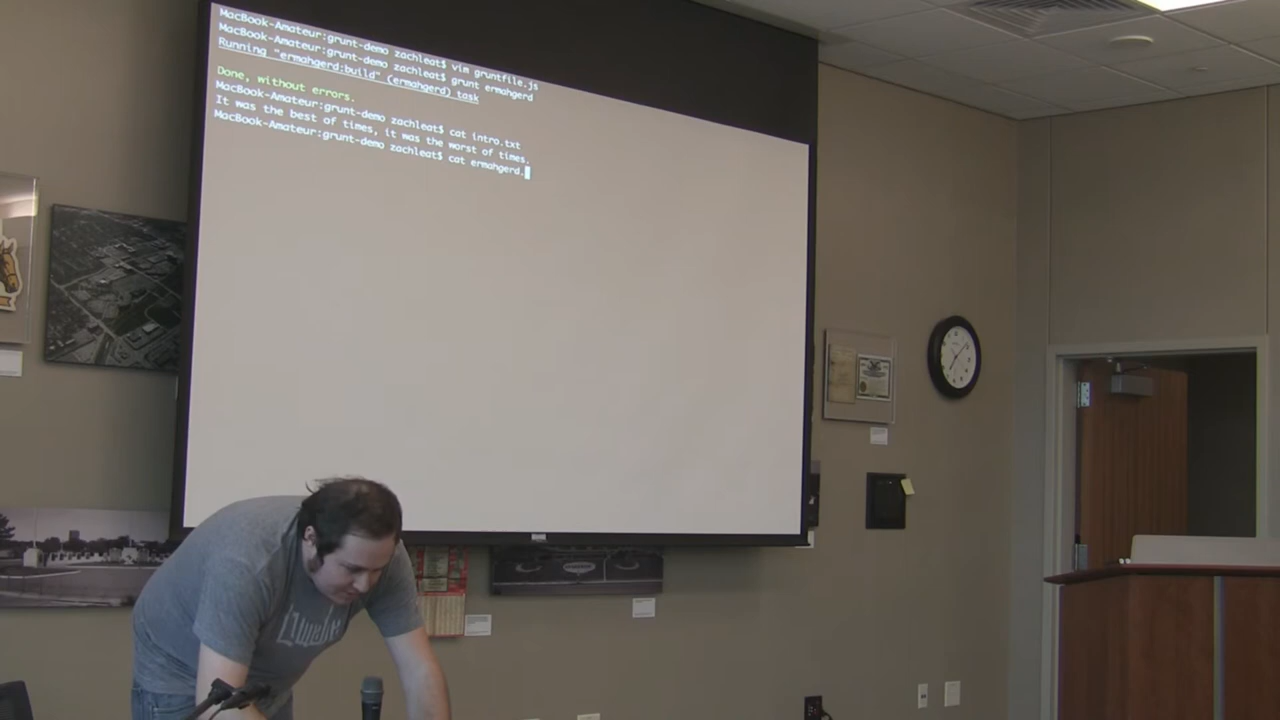 MacBook-Amateur:grunt-demo zachleat$ vim gruntfile.js
MacBook-Amateur:grunt-demo zachleat$ grunt ermahgerd
Running "ermahgerd:build" (ermahgerd) task
Done, without errors.
MacBook-Amateur:grunt-demo zachleat$ cat intro.txt
It was the best of times, it was the worst of times.
MacBook-Amateur:grunt-demo zachleat$ cat ermahgerd.